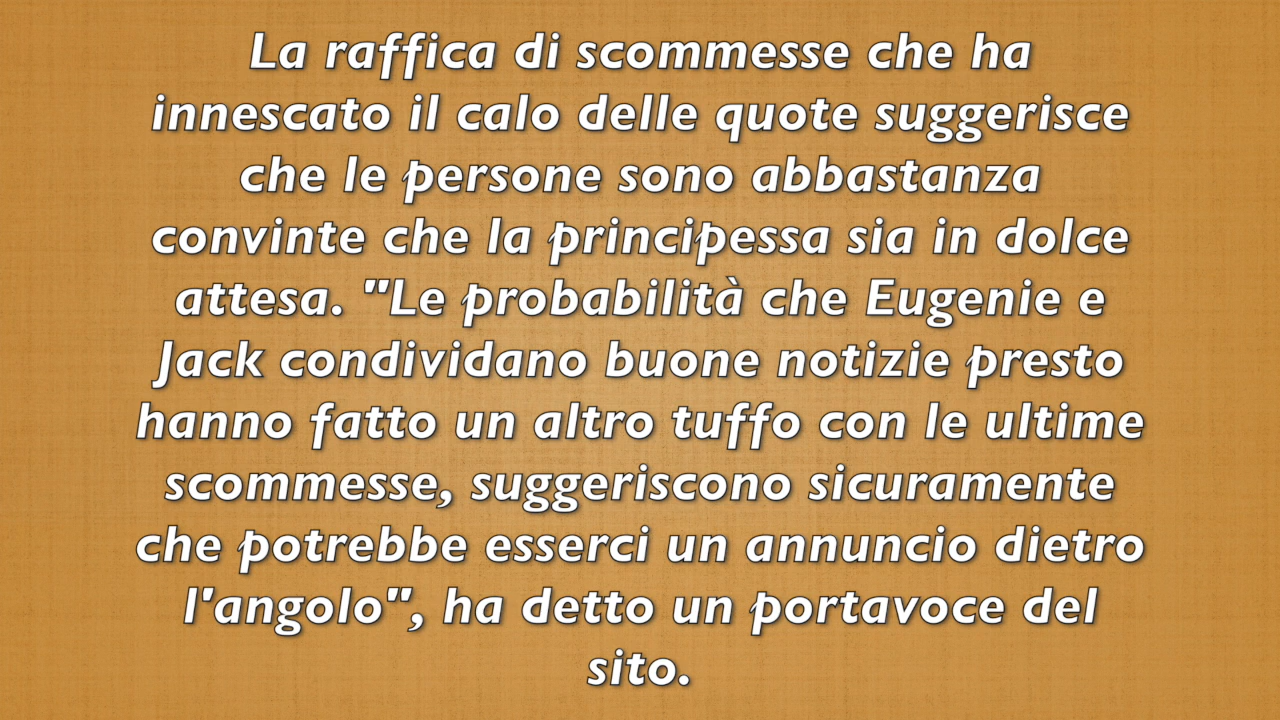 La raffica di scommesse che ha
innescato il calo delle quote suggerisce
che le persone sono abbastanza
convinte che la principessa sia in dolce
attesa. "Le probabilità che Eugenie e
Jack condividano buone notizie presto
hanno fatto un altro tuffo con le ultime
scommesse, suggeriscono sicuramente
che potrebbe esserci un annuncio dietro
l'angolo", ha detto un portavoce del
sito.